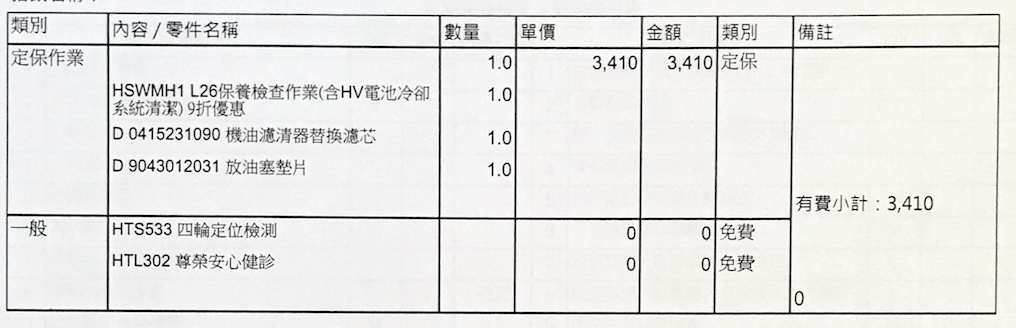 類別 內容 / 零件名稱 數量 單價 金額 類別 備註
定保作業 1.0 3,410 3,410 定保
HSWMH1 L26保養檢查作業(含HV電池冷卻 1.0
系統清潔) 9折優惠
D 0415231090 機油濾清器替換濾芯 1.0
D 9043012031 放油塞墊片 1.0
有費小計：3,410
一般 HTS533 四輪定位檢測 0 0 免費
HTL302 尊榮安心健診 0 0 免費
0